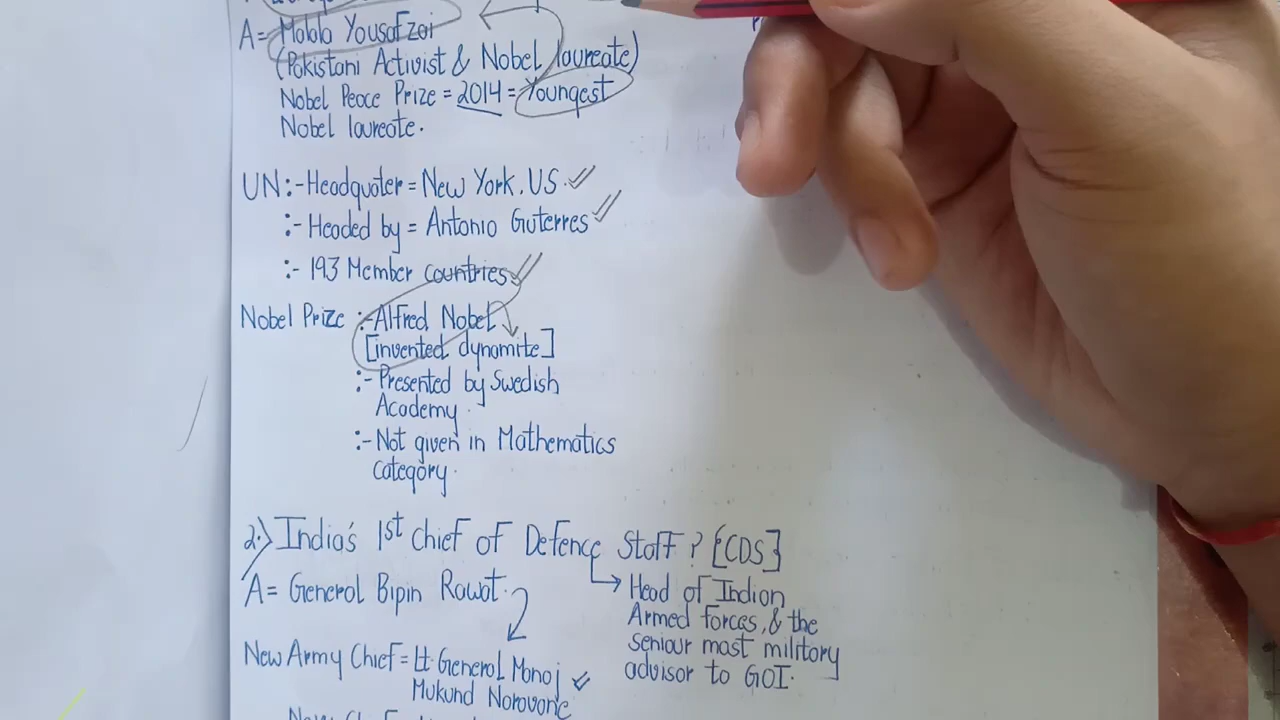 A= Malala Yousafzai
(Pakistani Activist & Nobel laureate)
Nobel Peace Prize = 2014 = Youngest
Nobel laureate.
UN:- Headquater = New York, US.
:- Headed by = Antonio Guterres
:- 193 Member countries
Nobel Prize :- Alfred Nobel
[invented dynamite]
:- Presented by Swedish
Academy.
:- Not given in Mathematics
category.
2.) India's 1st Chief of Defence Staff? [CDS]
A= General Bipin Rawat.
Head of Indian
Armed forces, & the
seniour most military
advisor to GOI.
New Army Chief = Lt. General Manoj
Mukund Naravane